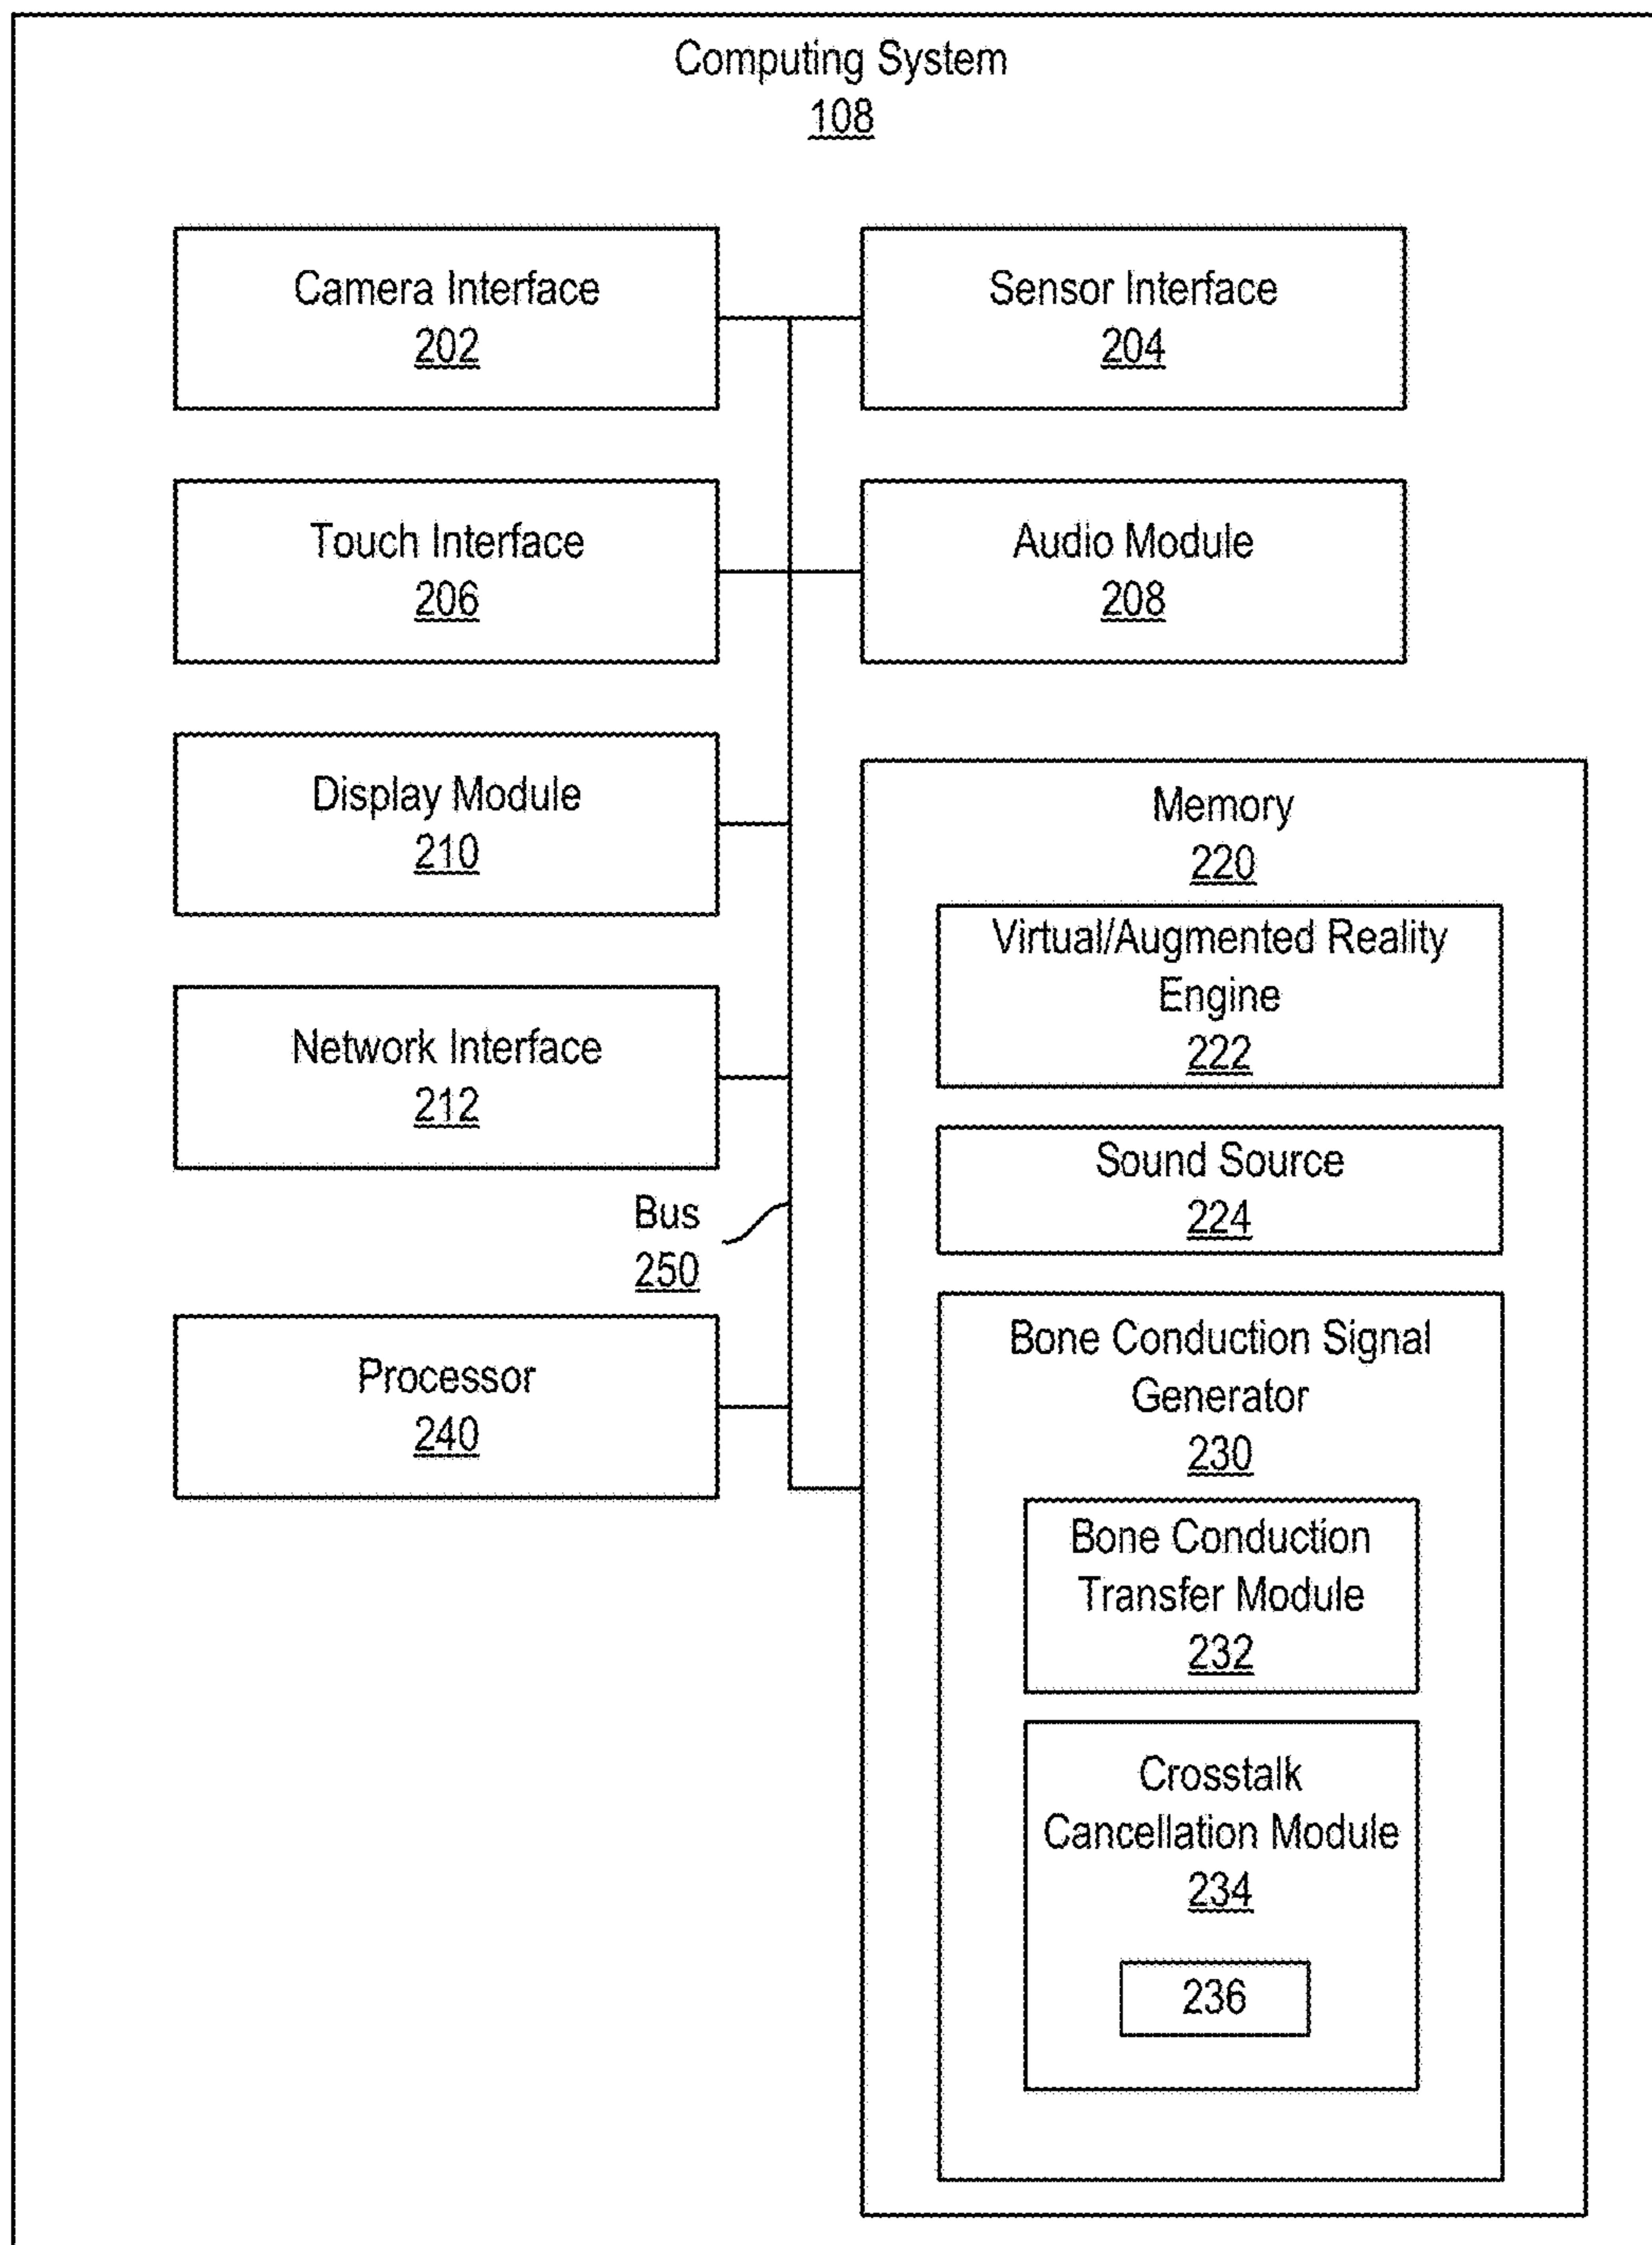 Computing System
108
Camera Interface
202
Sensor Interface
204
Touch Interface
206
Audio Module
208
Display Module
210
Network Interface
212
Bus
250
Processor
240
Memory
220
Virtual/Augmented Reality
Engine
222
Sound Source
224
Bone Conduction Signal
Generator
230
Bone Conduction
Transfer Module
232
Crosstalk
Cancellation Module
234
236